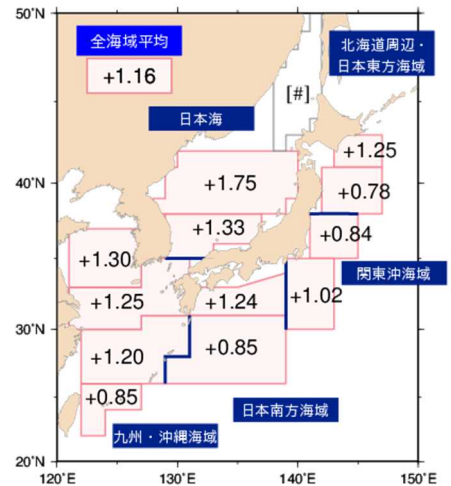 50˚N
全海域平均
+1.16
北海道周辺・
日本東方海域
[#]
日本海
+1.25
40˚N
+1.75
+0.78
+1.33
+0.84
+1.30
関東沖海域
+1.25
+1.24
+1.02
30˚N
+1.20
+0.85
+0.85
日本南方海域
九州・沖縄海域
20˚N
120˚E
130˚E
140˚E
150˚E